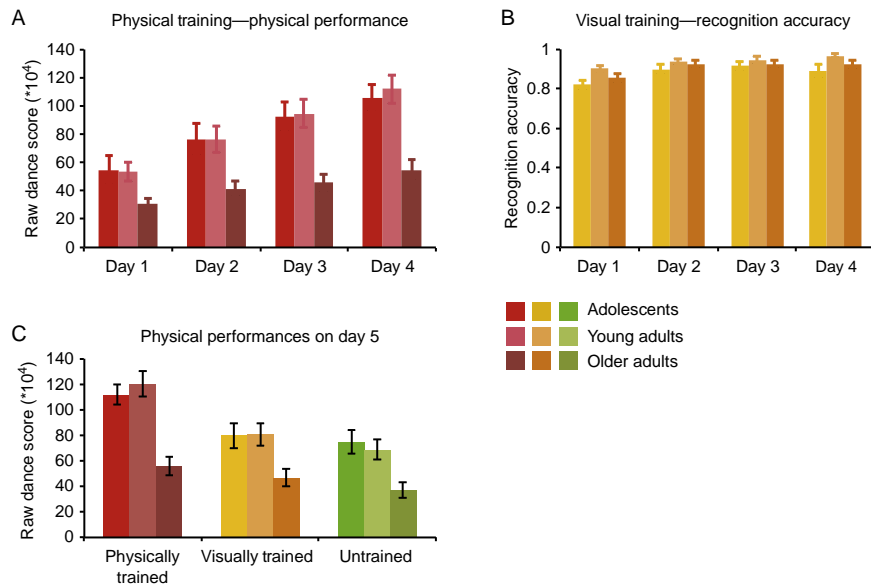 A
Physical training—physical performance
Raw dance score (*10⁴)
140
120
100
80
60
40
20
0
Day 1
Day 2
Day 3
Day 4
B
Visual training—recognition accuracy
Recognition accuracy
1
0.8
0.6
0.4
0.2
0
Day 1
Day 2
Day 3
Day 4
Adolescents
Young adults
Older adults
C
Physical performances on day 5
Raw dance score (*10⁴)
140
120
100
80
60
40
20
0
Physically
trained
Visually trained
Untrained